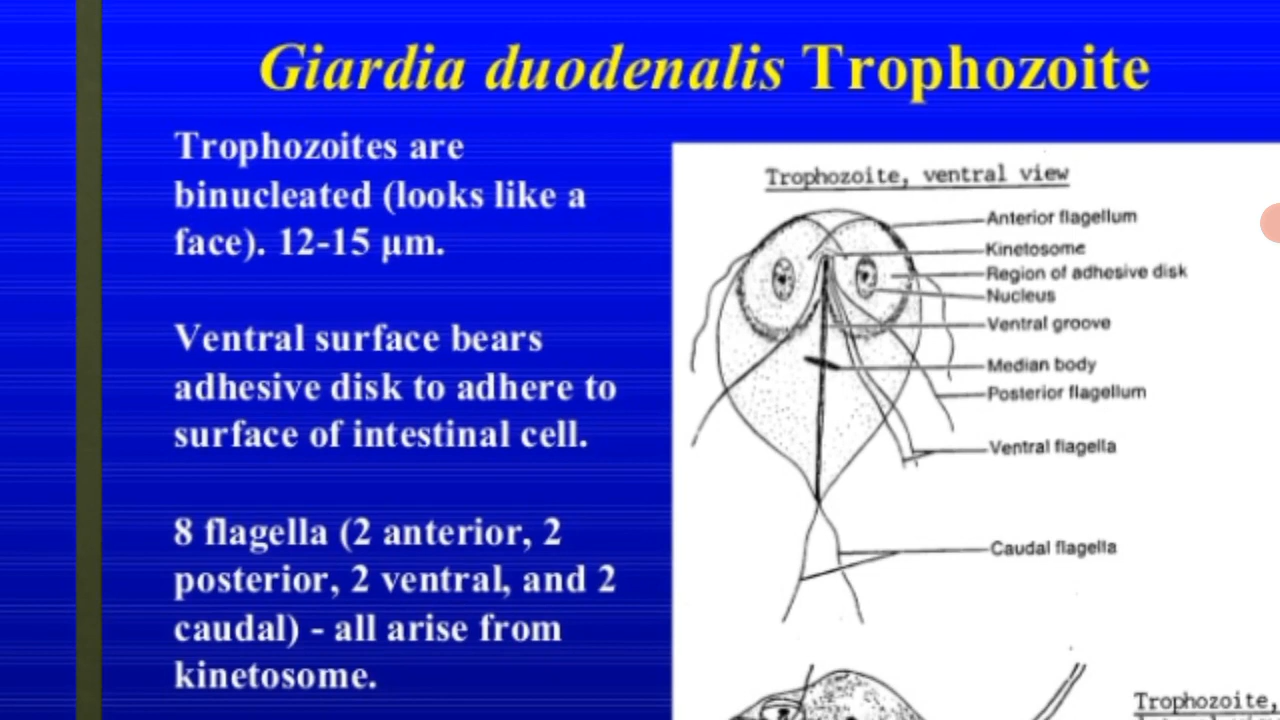 Giardia duodenalis Trophozoite
Trophozoites are
binucleated (looks like a
face). 12-15 µm.
Ventral surface bears
adhesive disk to adhere to
surface of intestinal cell.
8 flagella (2 anterior, 2
posterior, 2 ventral, and 2
caudal) - all arise from
kinetosome.
Trophozoite, ventral view
Anterior flagellum
Kinetosome
Region of adhesive disk
Nucleus
Ventral groove
Median body
Posterior flagellum
Ventral flagella
Caudal flagella
Trophozoite,